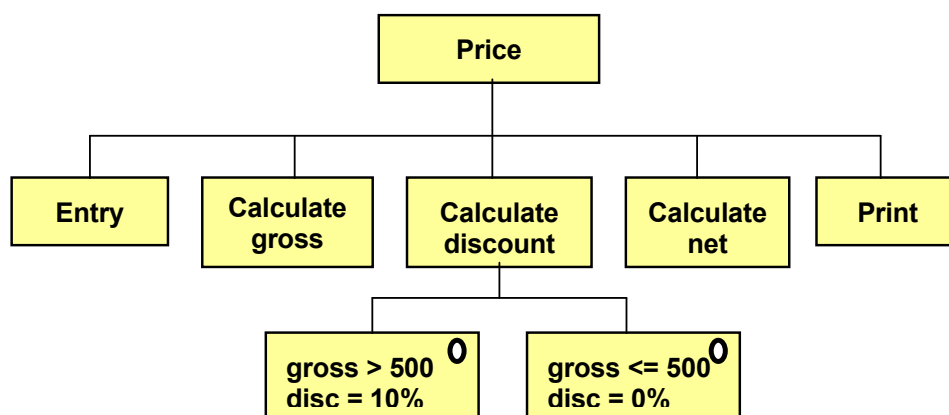 Price
Entry
Calculate
gross
Calculate
discount
Calculate
net
Print
gross > 500
disc = 10%
gross <= 500
disc = 0%